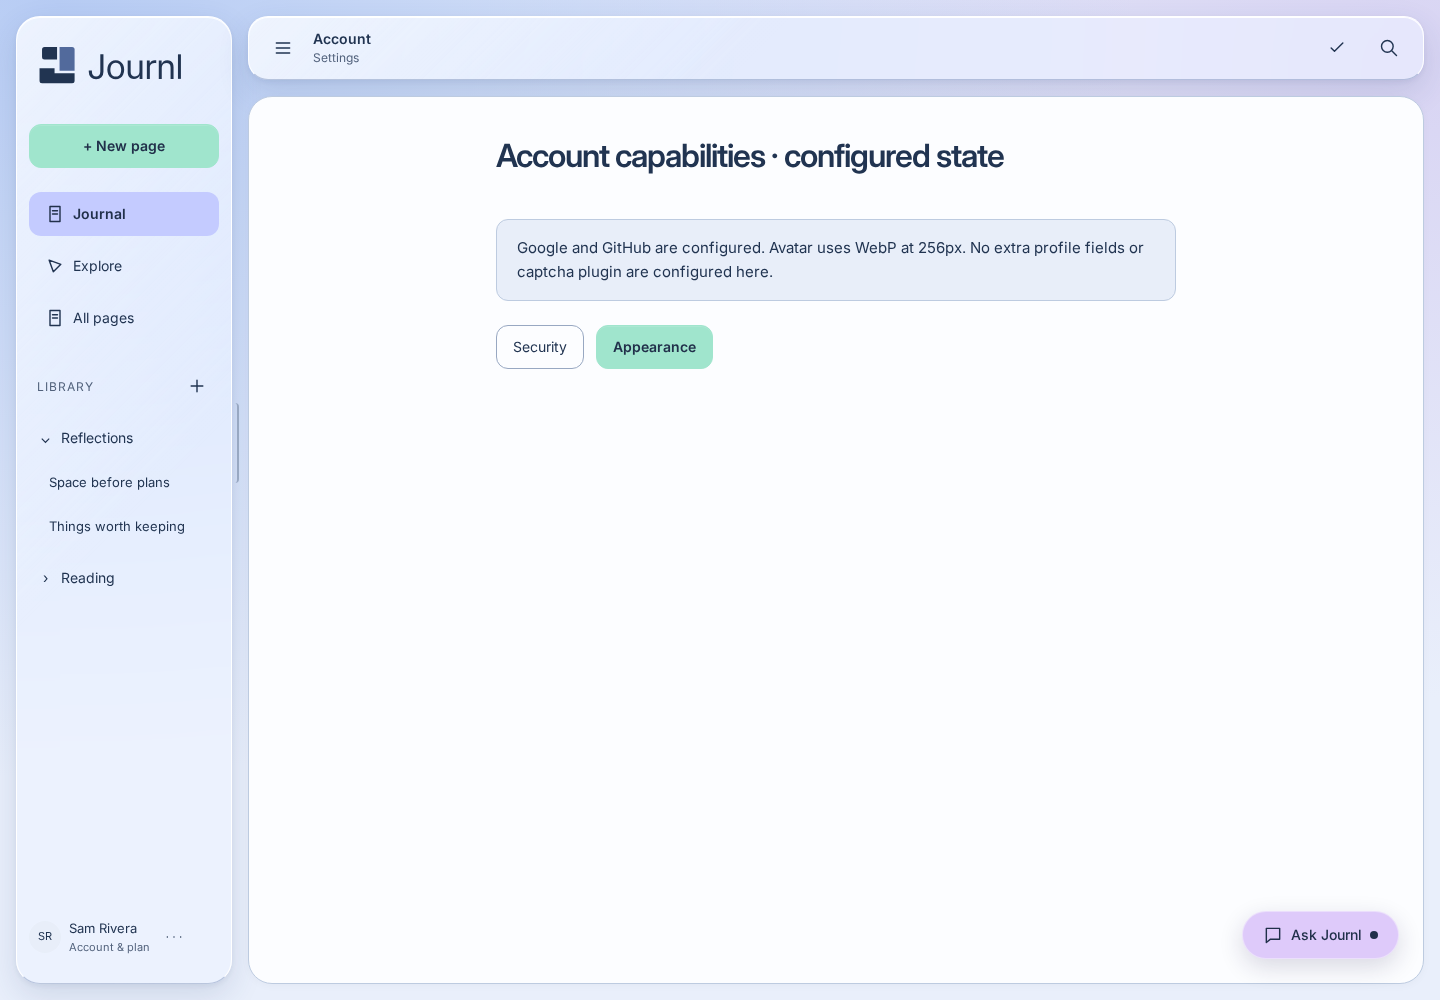 Journl
+ New page
Journal
Explore
All pages
LIBRARY
Reflections
Space before plans
Things worth keeping
Reading
SR
Sam Rivera
Account & plan
Account
Settings
Account capabilities · configured state
Google and GitHub are configured. Avatar uses WebP at 256px. No extra profile fields or
captcha plugin are configured here.
Security
Appearance
Ask Journl